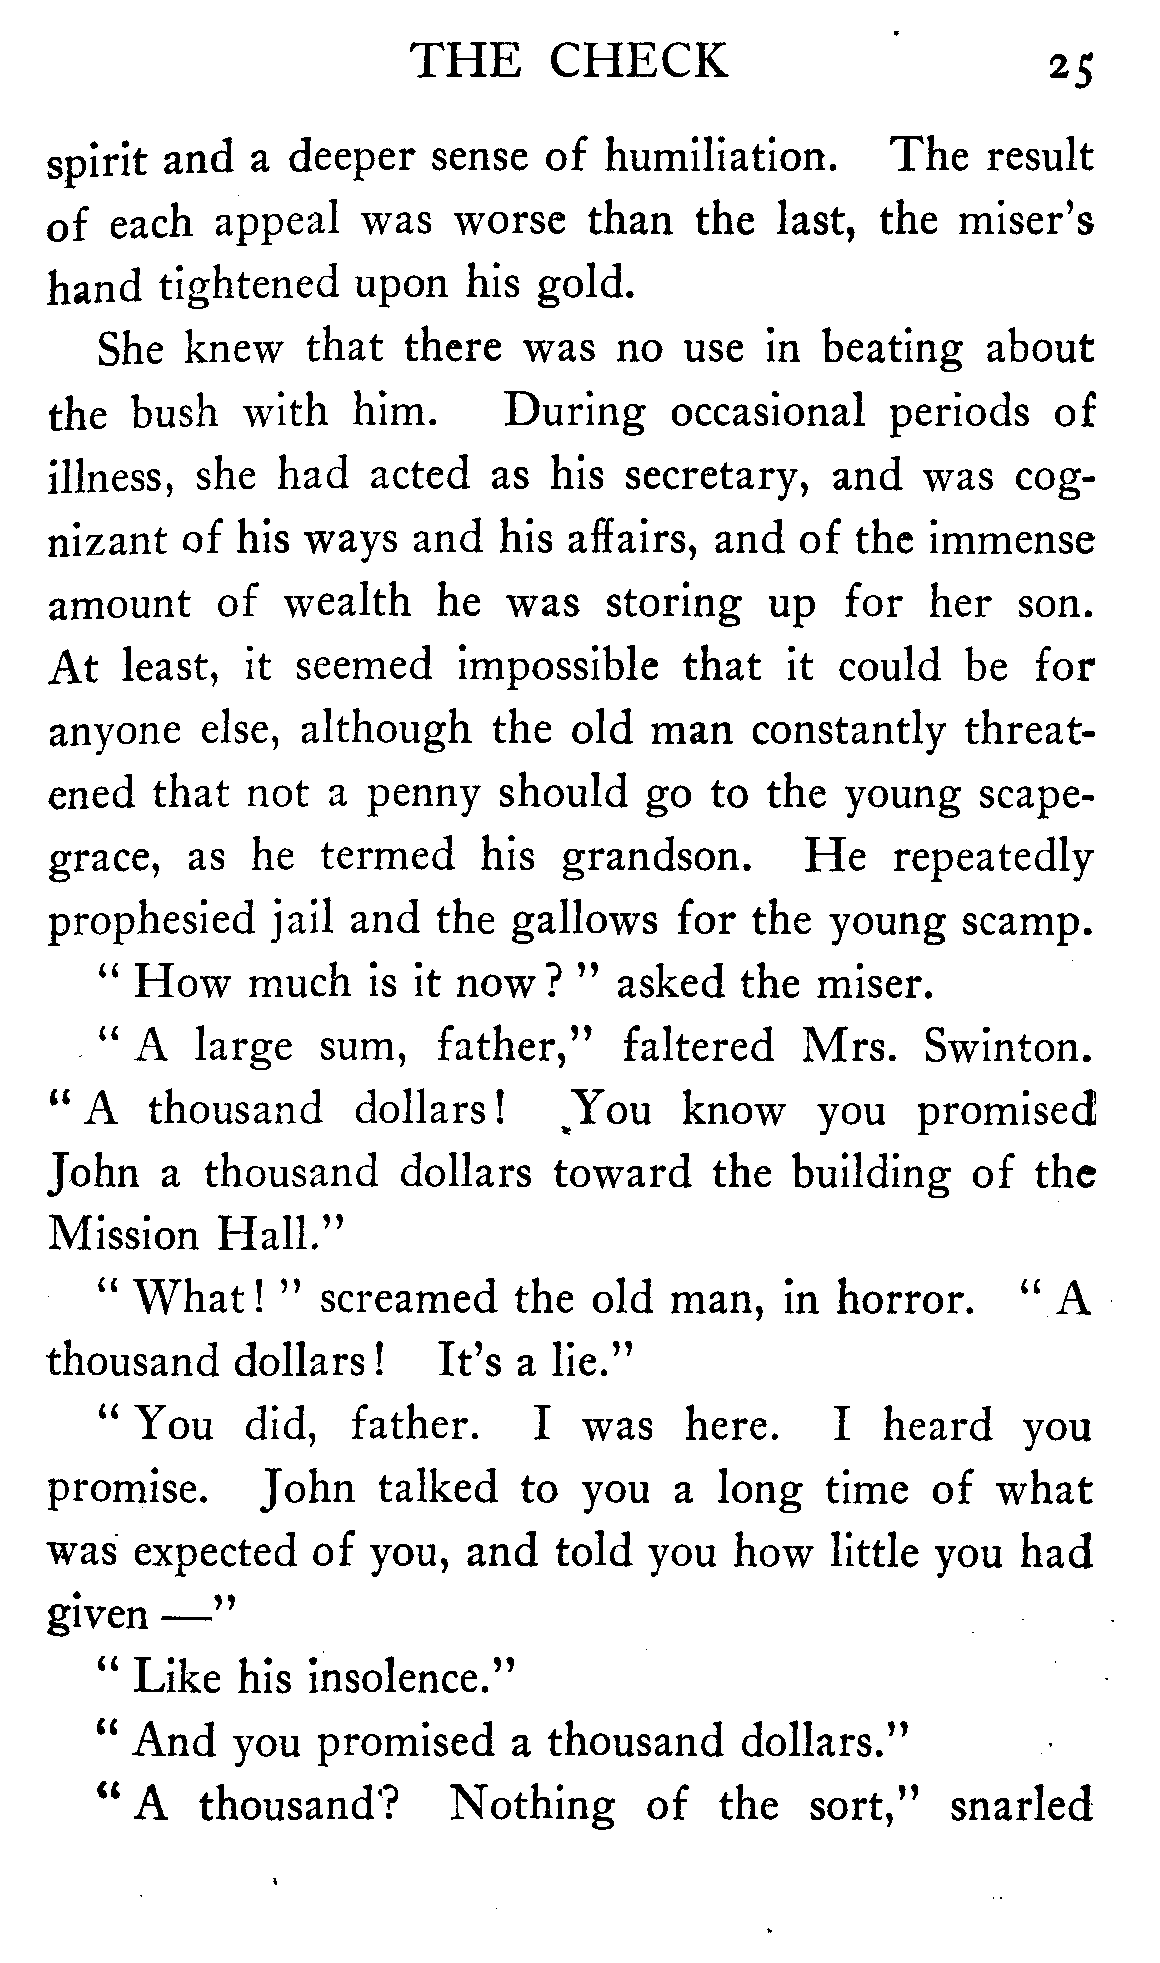 THE CHECK 25
spirit and a deeper sense of humiliation. The result
of each appeal was worse than the last, the miser's
hand tightened upon his gold.
She knew that there was no use in beating about
the bush with him. During occasional periods of
illness, she had acted as his secretary, and was cog-
nizant of his ways and his affairs, and of the immense
amount of wealth he was storing up for her son.
At least, it seemed impossible that it could be for
anyone else, although the old man constantly threat-
ened that not a penny should go to the young scape-
grace, as he termed his grandson. He repeatedly
prophesied jail and the gallows for the young scamp.
" How much is it now? " asked the miser.
" A large sum, father," faltered Mrs. Swinton.
" A thousand dollars! You know you promised
John a thousand dollars toward the building of the
Mission Hall."
" What! " screamed the old man, in horror. " A
thousand dollars! It's a lie."
" You did, father. I was here. I heard you
promise. John talked to you a long time of what
was expected of you, and told you how little you had
given —"
" Like his insolence."
" And you promised a thousand dollars."
" A thousand? Nothing of the sort," snarled